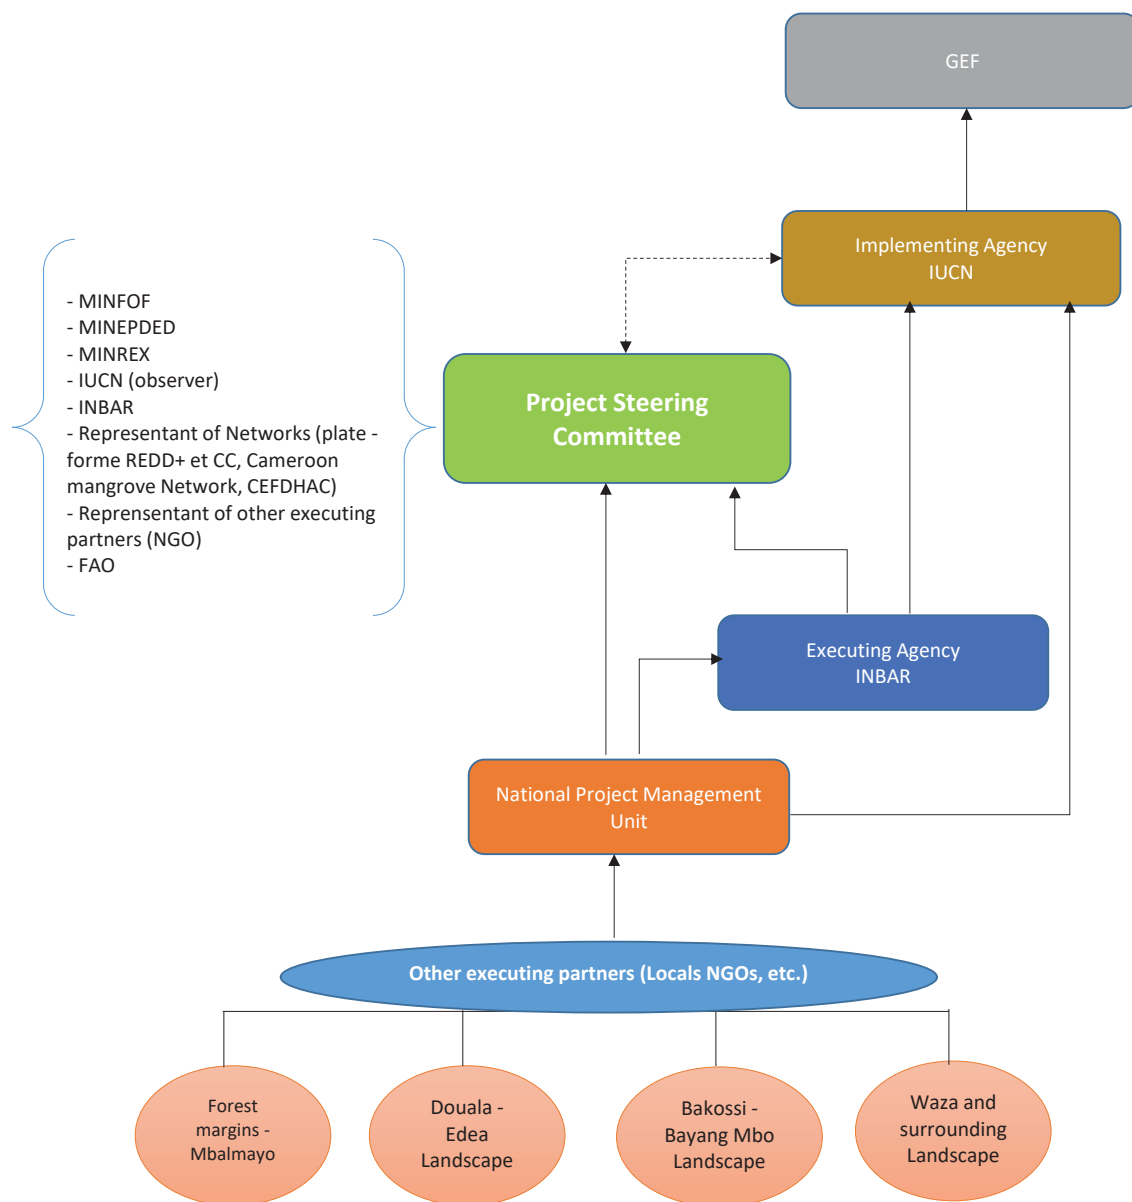 GEF
Implementing Agency
IUCN
- MINFOF
- MINEPDED
- MINREX
- IUCN (observer)
- INBAR
- Representant of Networks (plate -
forme REDD+ et CC, Cameroon
mangrove Network, CEFDHAC)
- Reprensentant of other executing
partners (NGO)
- FAO
Project Steering
Committee
Executing Agency
INBAR
National Project Management
Unit
Other executing partners (Locals NGOs, etc.)
Forest
margins -
Mbalmayo
Douala -
Edea
Landscape
Bakossi -
Bayang Mbo
Landscape
Waza and
surrounding
Landscape